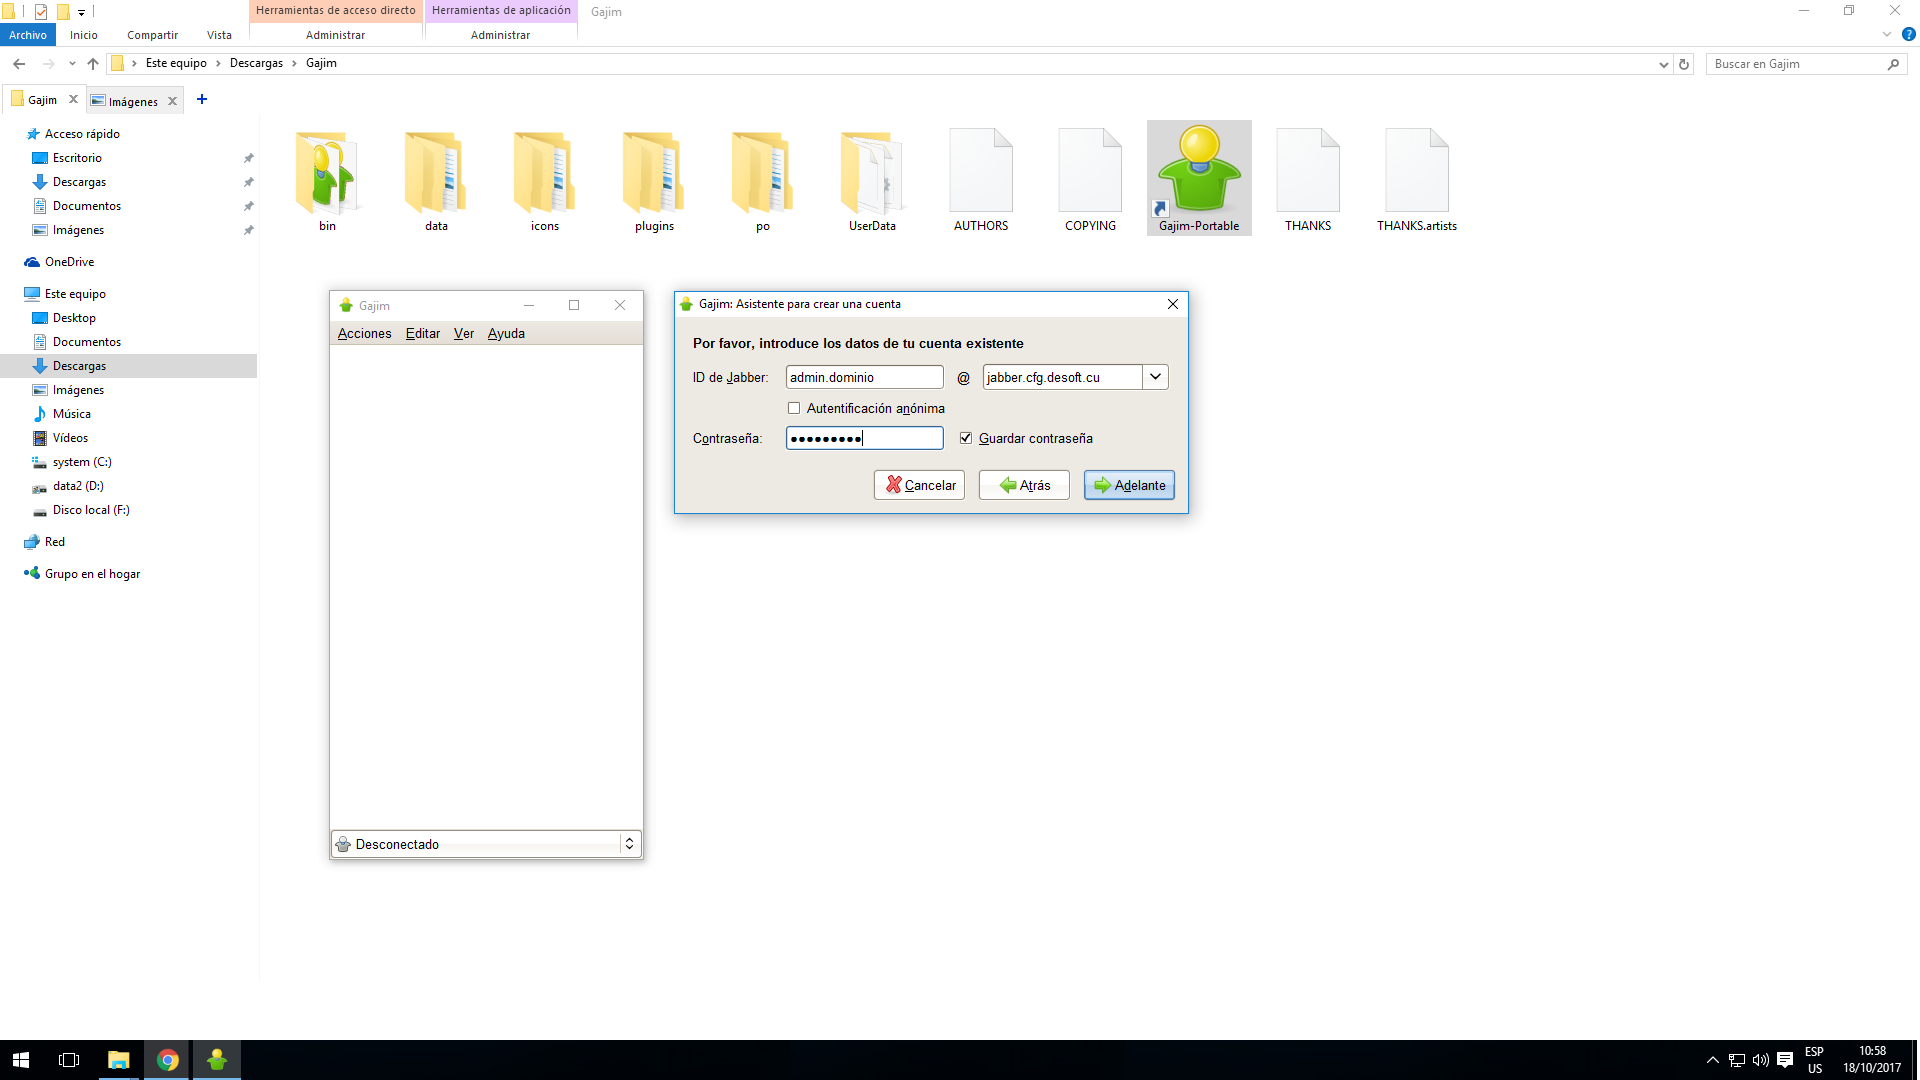 Herramientas de acceso directo
Herramientas de aplicación
Gajim
Archivo
Inicio
Compartir
Vista
Administrar
Administrar
Este equipo
Descargas
Gajim
Buscar en Gajim
Gajim
Imágenes
Acceso rápido
Escritorio
Descargas
Documentos
Imágenes
OneDrive
Este equipo
Desktop
Documentos
Descargas
Imágenes
Música
Vídeos
system (C:)
data2 (D:)
Disco local (F:)
Red
Grupo en el hogar
bin
data
icons
plugins
po
UserData
AUTHORS
COPYING
Gajim-Portable
THANKS
THANKS.artists
Gajim
Acciones Editar Ver Ayuda
Desconectado
Gajim: Asistente para crear una cuenta
Por favor, introduce los datos de tu cuenta existente
ID de Jabber: admin.dominio @ jabber.cfg.desoft.cu
Autentificación anónima
Contraseña: ●●●●●●●●●
Guardar contraseña
Cancelar
Atrás
Adelante
ESP
US
10:58
18/10/2017